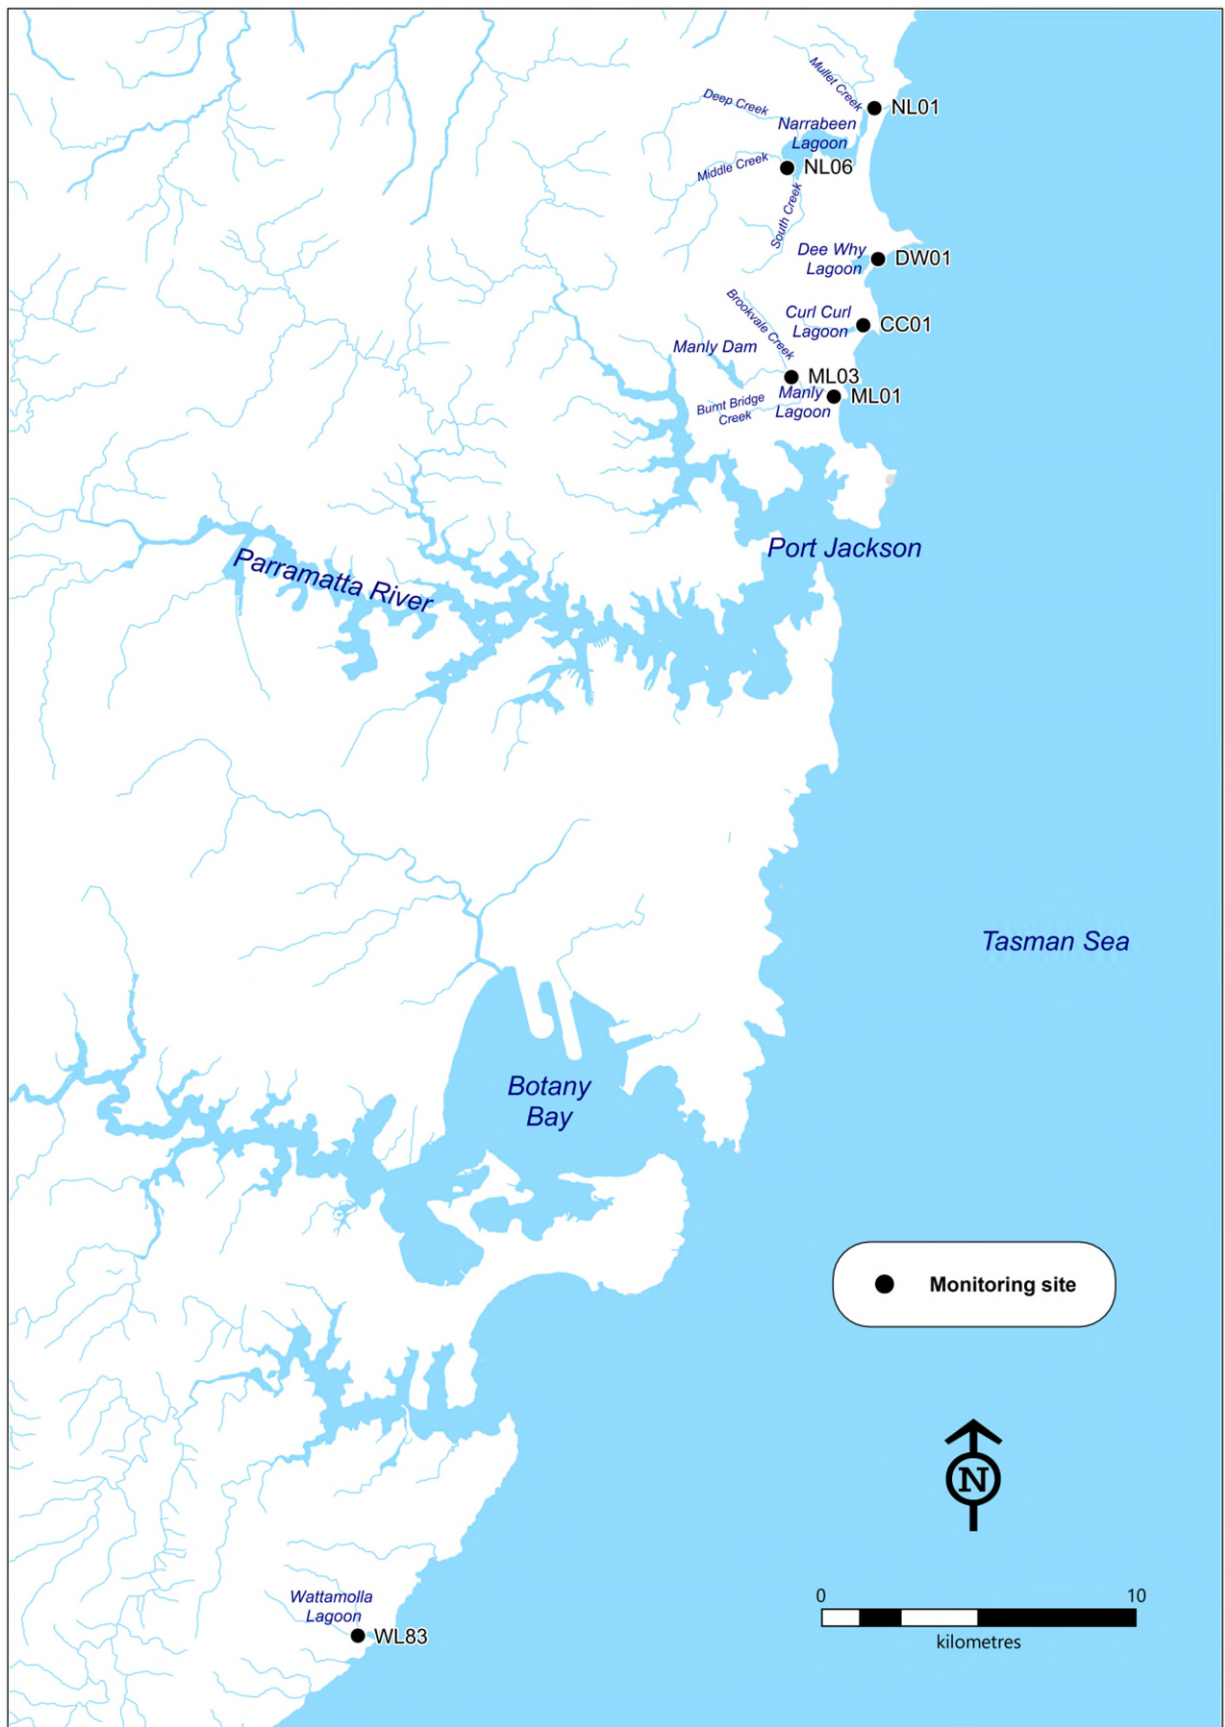 Mullet Creek
Deep Creek
NL01
Narrabeen
Lagoon
Middle Creek
NL06
South Creek
Dee Why
Lagoon
DW01
Brookvale Creek
Curl Curl
Lagoon
CC01
Manly Dam
ML03
Manly
Lagoon
ML01
Burnt Bridge
Creek
Port Jackson
Parramatta River
Tasman Sea
Botany
Bay
Monitoring site
N
0 10
kilometres
Wattamolla
Lagoon
WL83